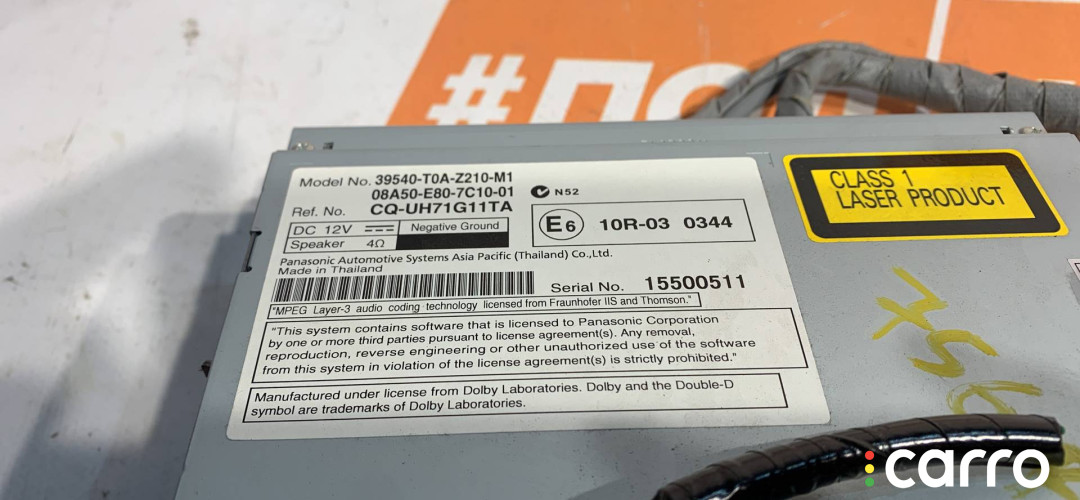 #ПО
Model No. 39540-T0A-Z210-M1
08A50-E80-7C10-01
Ref. No. CQ-UH71G11TA
N52
DC 12V
Negative Ground
Speaker 4Ω
E6 10R-03 0344
Panasonic Automotive Systems Asia Pacific (Thailand) Co.,Ltd.
Made in Thailand
Serial No. 15500511
"MPEG Layer-3 audio coding technology licensed from Fraunhofer IIS and Thomson."
"This system contains software that is licensed to Panasonic Corporation
by one or more third parties pursuant to license agreement(s). Any removal,
reproduction, reverse engineering or other unauthorized use of the software
from this system in violation of the license agreement(s) is strictly prohibited."
Manufactured under license from Dolby Laboratories. Dolby and the Double-D
symbol are trademarks of Dolby Laboratories.
CLASS 1
LASER PRODUCT
carro